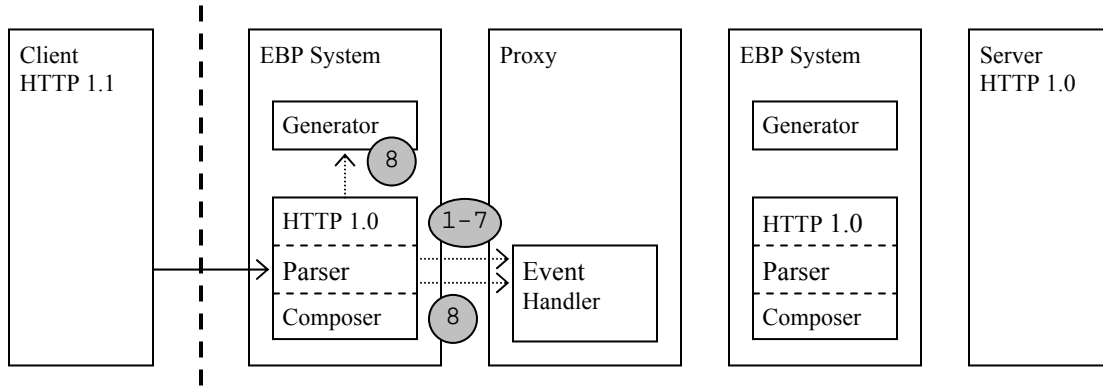 Client
HTTP 1.1
EBP System
Generator
8
HTTP 1.0
Parser
Composer
1-7
8
Proxy
Event
Handler
EBP System
Generator
HTTP 1.0
Parser
Composer
Server
HTTP 1.0